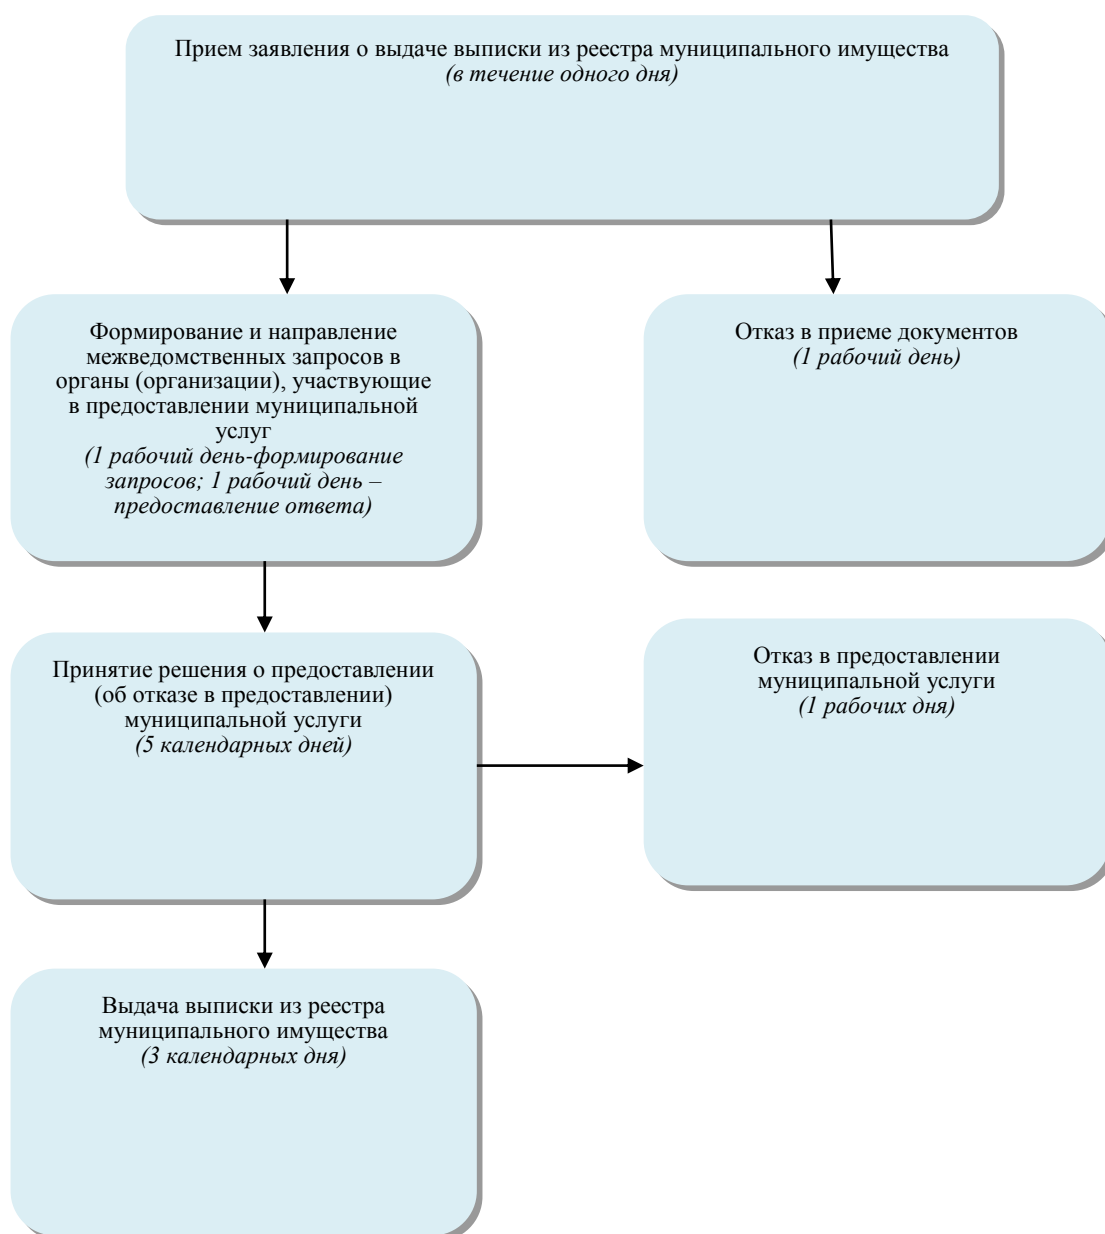 Прием заявления о выдаче выписки из реестра муниципального имущества
(в течение одного дня)
Формирование и направление
межведомственных запросов в
органы (организации), участвующие
в предоставлении муниципальной
услуг
(1 рабочий день-формирование
запросов; 1 рабочий день –
предоставление ответа)
Отказ в приеме документов
(1 рабочий день)
Принятие решения о предоставлении
(об отказе в предоставлении)
муниципальной услуги
(5 календарных дней)
Отказ в предоставлении
муниципальной услуги
(1 рабочих дня)
Выдача выписки из реестра
муниципального имущества
(3 календарных дня)